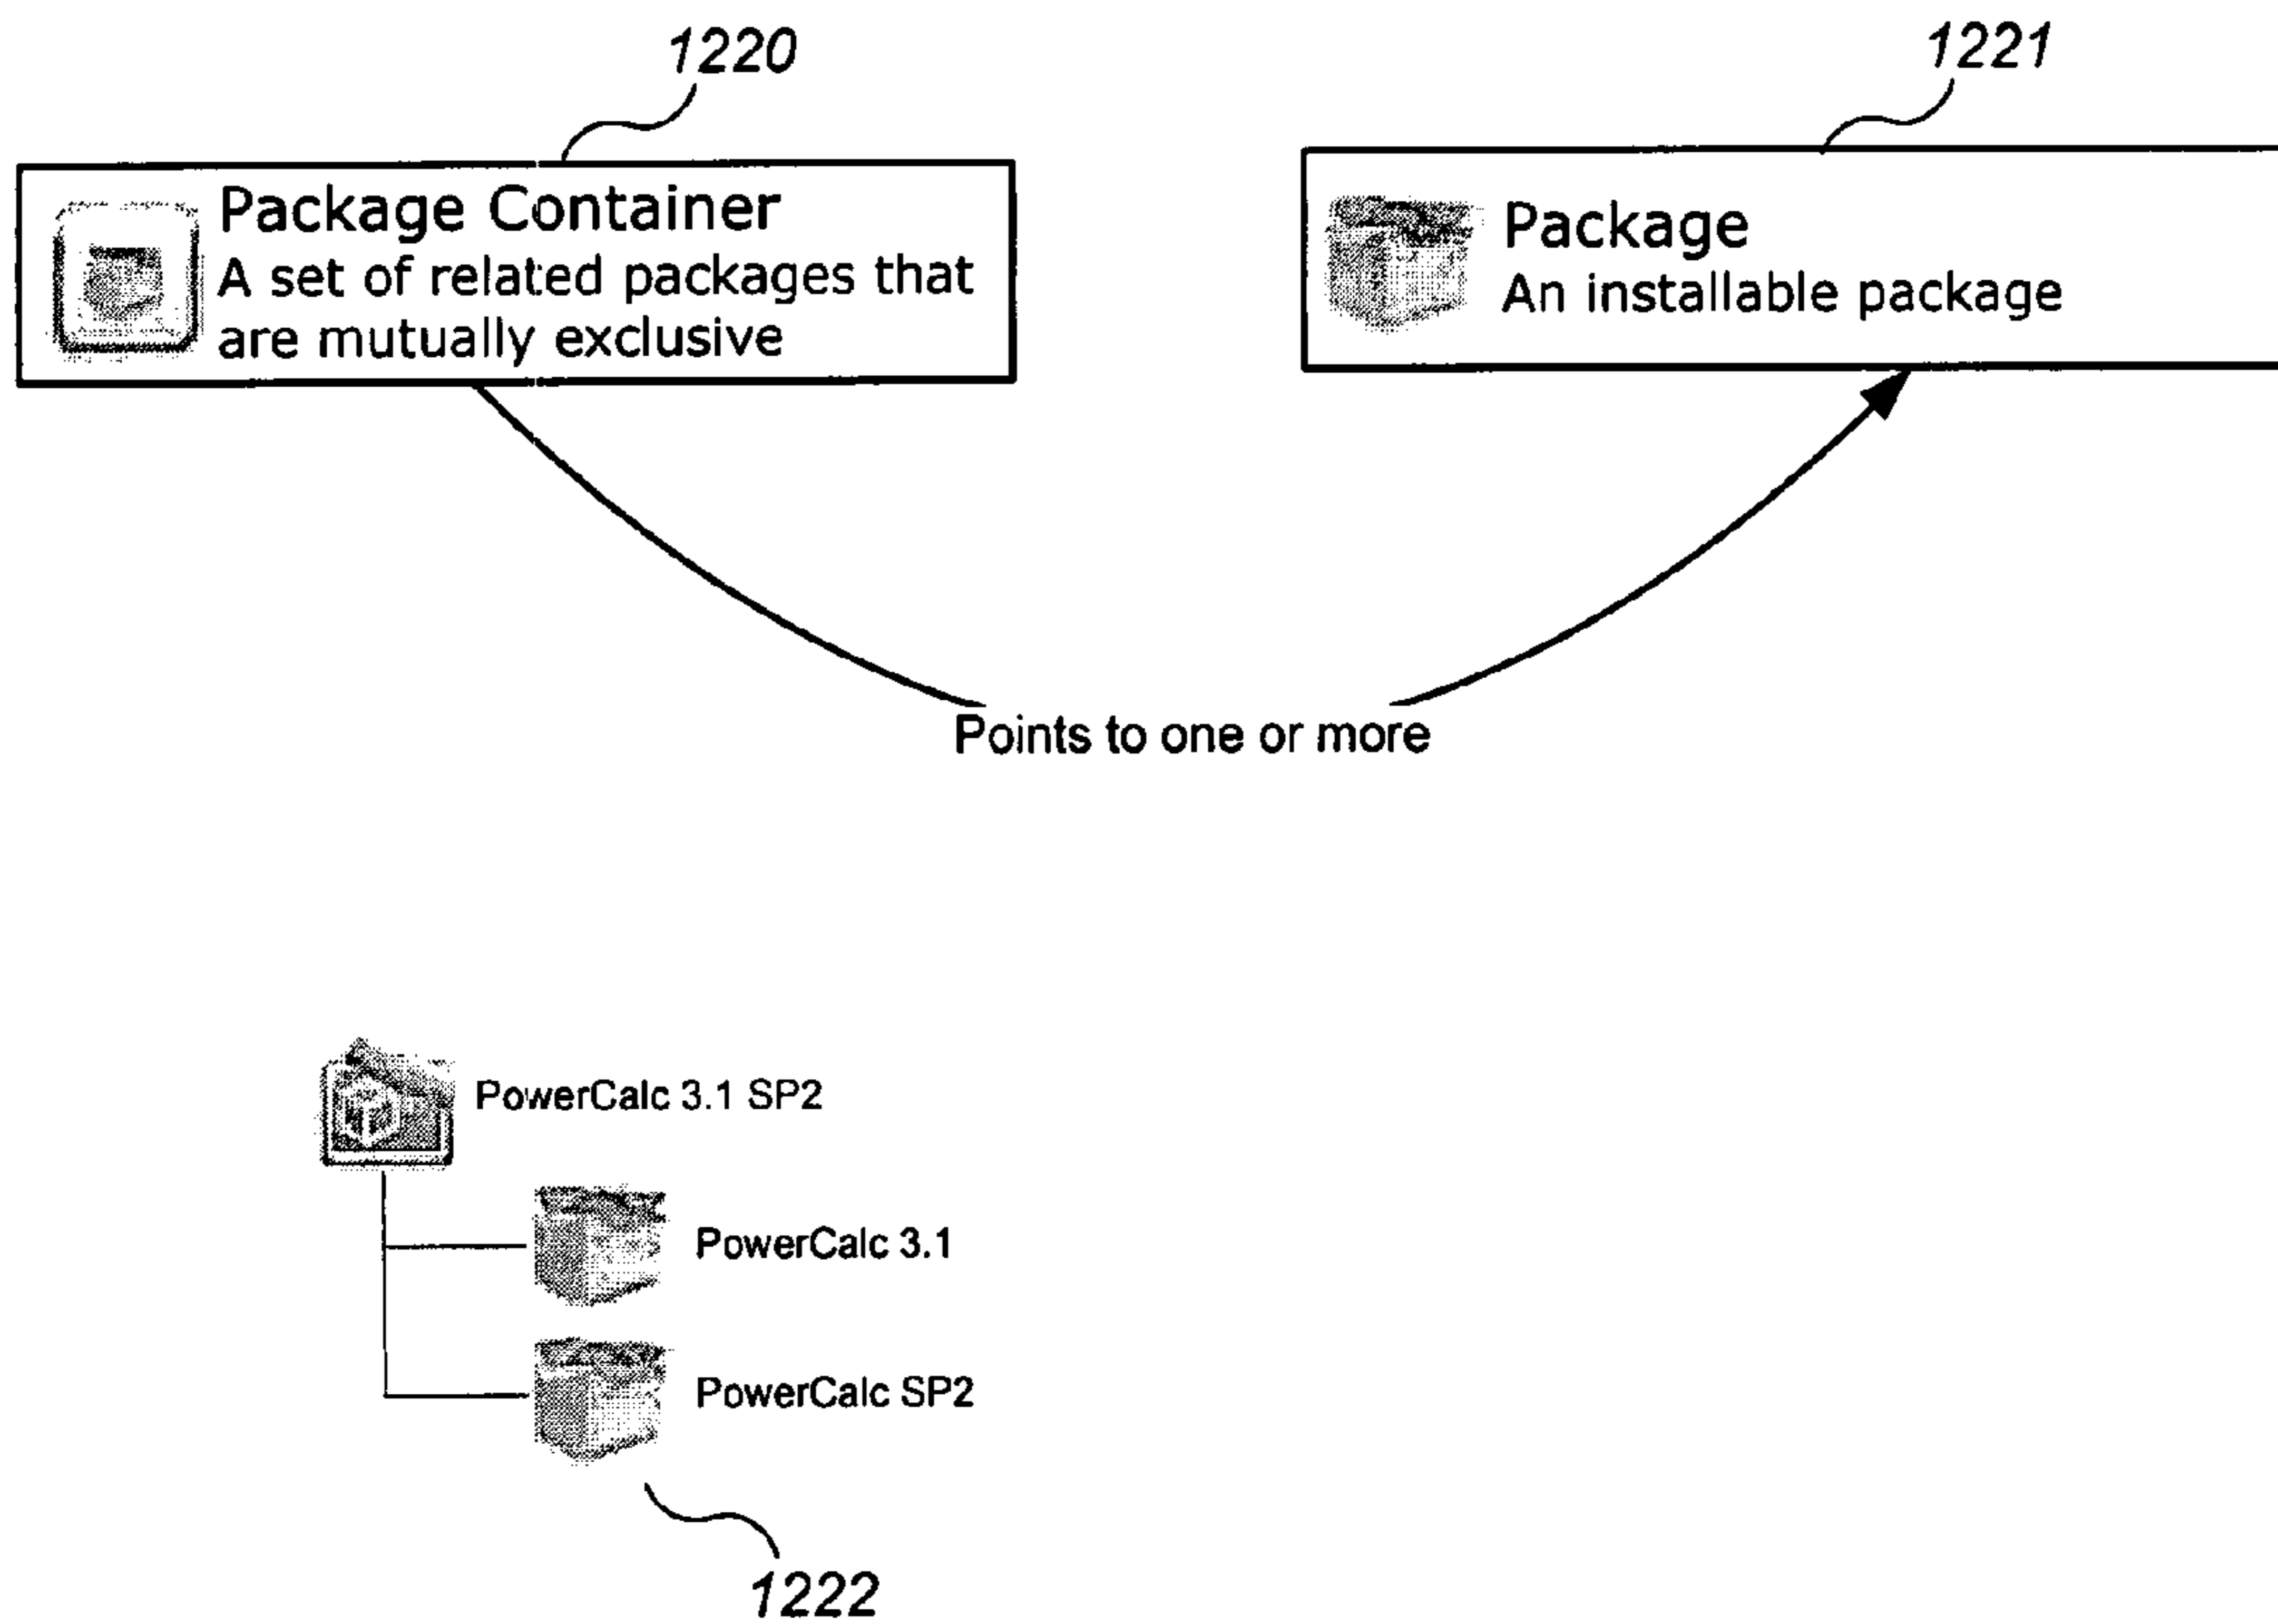 1220
1221
Package Container
A set of related packages that
are mutually exclusive
Package
An installable package
Points to one or more
PowerCalc 3.1 SP2
PowerCalc 3.1
PowerCalc SP2
1222